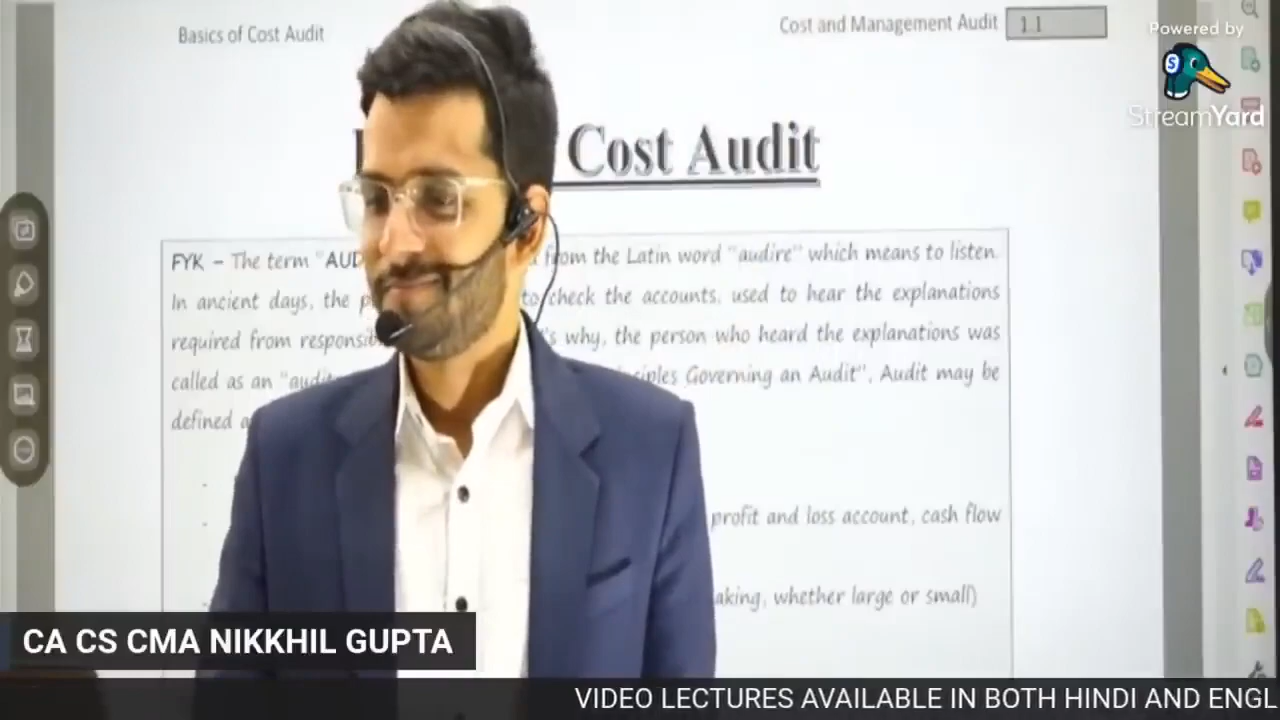 Basics of Cost Audit
Cost and Management Audit 1.1
Powered by
StreamYard
Cost Audit
FYK – The term "AUD from the Latin word "audire" which means to listen.
In ancient days, the p to check the accounts, used to hear the explanations
required from responsib 's why, the person who heard the explanations was
called as an "audit ciples Governing an Audit", Audit may be
defined a
profit and loss account, cash flow
aking, whether large or small)
CA CS CMA NIKKHIL GUPTA
VIDEO LECTURES AVAILABLE IN BOTH HINDI AND ENGL